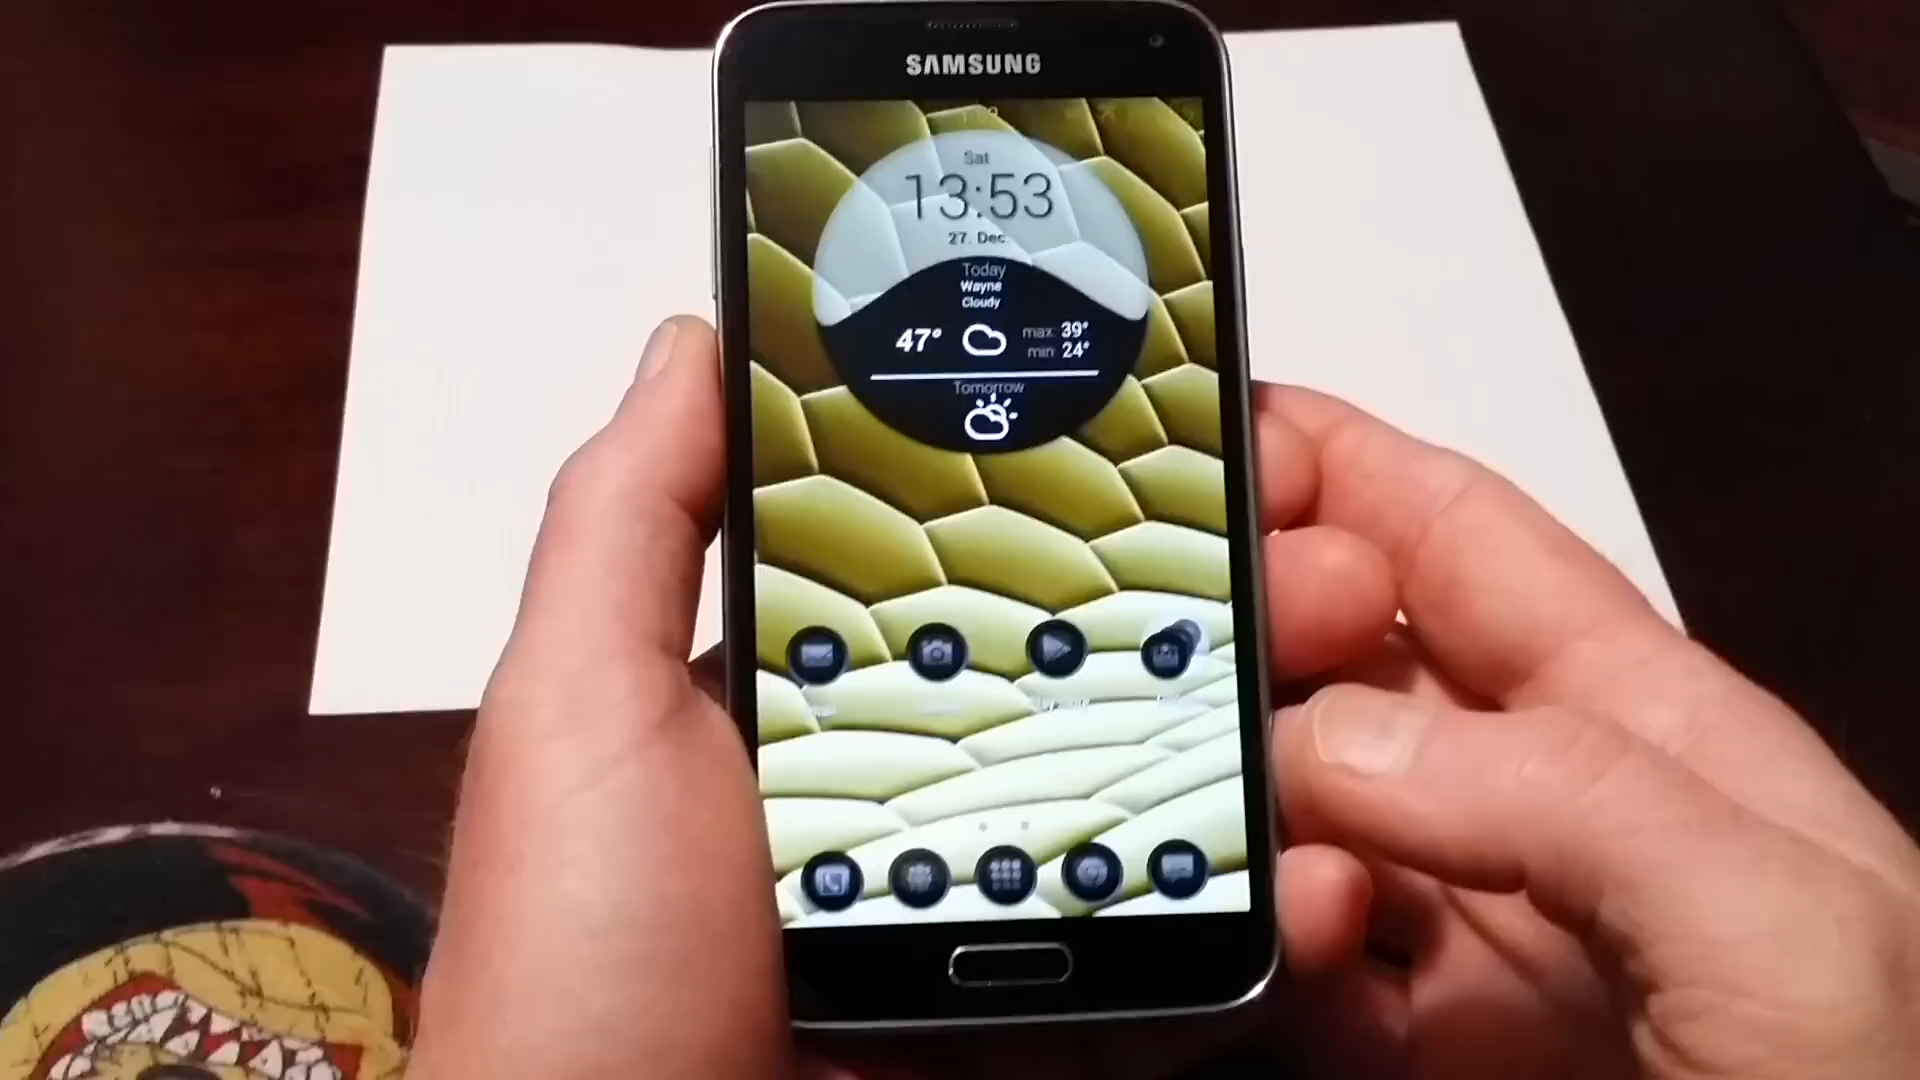 SAMSUNG
Sat
13:53
27. Dec.
Today
Wayne
Cloudy
47°
max 39°
min 24°
Tomorrow